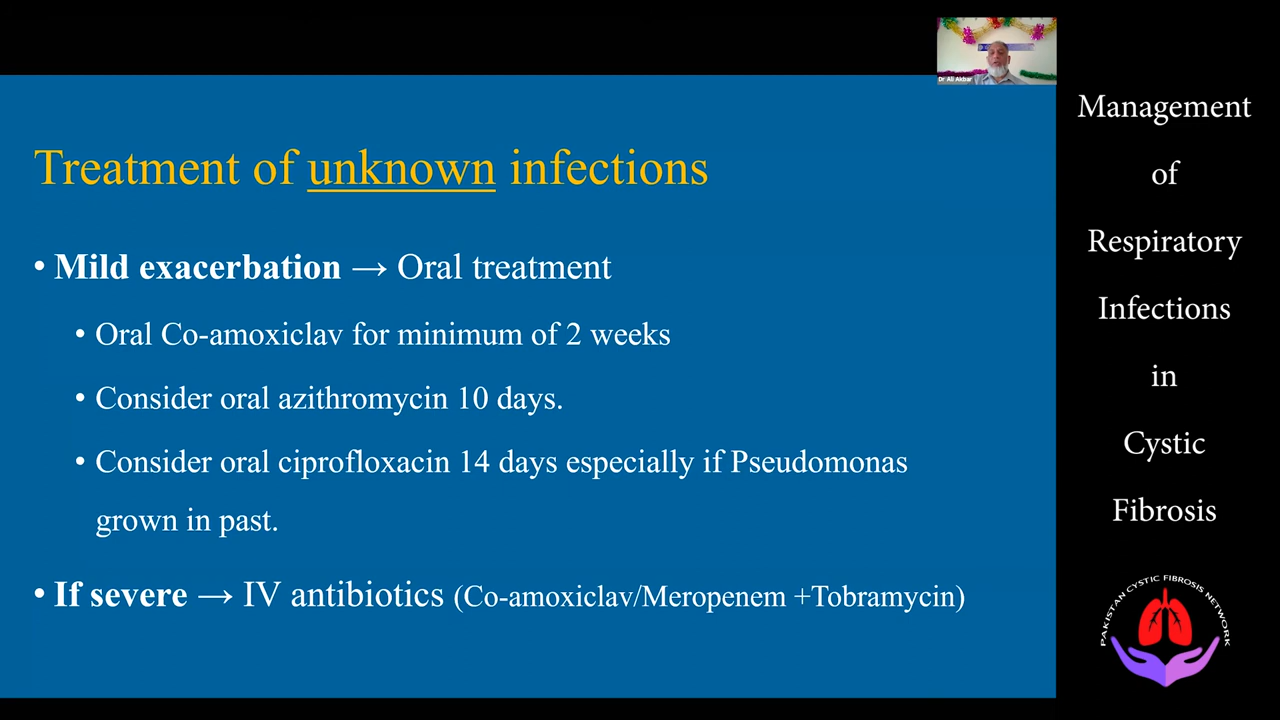 Dr Ali Akbar
Treatment of unknown infections
• Mild exacerbation → Oral treatment
• Oral Co-amoxiclav for minimum of 2 weeks
• Consider oral azithromycin 10 days.
• Consider oral ciprofloxacin 14 days especially if Pseudomonas
grown in past.
• If severe → IV antibiotics (Co-amoxiclav/Meropenem +Tobramycin)
Management
of
Respiratory
Infections
in
Cystic
Fibrosis
PAKISTAN CYSTIC FIBROSIS NETWORK